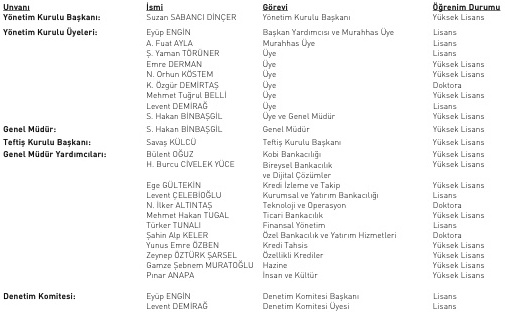 Unvanı İsmi Görevi Öğrenim Durumu
Yönetim Kurulu Başkanı: Suzan SABANCI DİNÇER Yönetim Kurulu Başkanı Yüksek Lisans
Yönetim Kurulu Üyeleri: Eyüp ENGİN Başkan Yardımcısı ve Murahhas Üye Lisans
A. Fuat AYLA Murahhas Üye Lisans
Ş. Yaman TÖRÜNER Üye Lisans
Emre DERMAN Üye Yüksek Lisans
N. Orhun KÖSTEM Üye Yüksek Lisans
K. Özgür DEMİRTAŞ Üye Doktora
Mehmet Tuğrul BELLİ Üye Yüksek Lisans
Levent DEMİRAĞ Üye Lisans
S. Hakan BİNBAŞGİL Üye ve Genel Müdür Yüksek Lisans
Genel Müdür: S. Hakan BİNBAŞGİL Genel Müdür Yüksek Lisans
Teftiş Kurulu Başkanı: Savaş KÜLCÜ Teftiş Kurulu Başkanı Yüksek Lisans
Genel Müdür Yardımcıları: Bülent OĞUZ Kobi Bankacılığı Yüksek Lisans
H. Burcu CİVELEK YÜCE Bireysel Bankacılık Yüksek Lisans
ve Dijital Çözümler
Ege GÜLTEKİN Kredi İzleme ve Takip Yüksek Lisans
Levent ÇELEBİOĞLU Kurumsal ve Yatırım Bankacılığı Lisans
N. İlker ALTINTAŞ Teknoloji ve Operasyon Doktora
Mehmet Hakan TUGAL Ticari Bankacılık Yüksek Lisans
Türker TUNALI Finansal Yönetim Lisans
Şahin Alp KELER Özel Bankacılık ve Yatırım Hizmetleri Doktora
Yunus Emre ÖZBEN Kredi Tahsis Yüksek Lisans
Zeynep ÖZTÜRK ŞARSEL Özellikli Krediler Yüksek Lisans
Gamze Şebnem MURATOĞLU Hazine Yüksek Lisans
Pınar ANAPA İnsan ve Kültür Yüksek Lisans
Denetim Komitesi: Eyüp ENGİN Denetim Komitesi Başkanı Lisans
Levent DEMİRAĞ Denetim Komitesi Üyesi Lisans